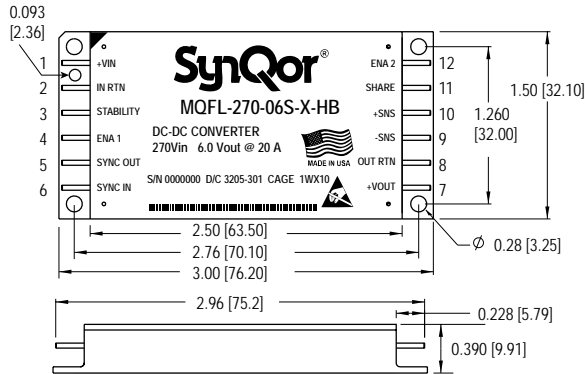 0.093
[2.36]
SynQor®
MQFL-270-06S-X-HB
DC-DC CONVERTER
270Vin 6.0 Vout @ 20 A
MADE IN USA
S/N 0000000 D/C 3205-301 CAGE 1WX10
1 +VIN
2 IN RTN
3 STABILITY
4 ENA 1
5 SYNC OUT
6 SYNC IN
ENA 2 12
SHARE 11
+SNS 10
-SNS 9
OUT RTN 8
+VOUT 7
1.50 [32.10]
1.260
[32.00]
2.50 [63.50]
2.76 [70.10]
3.00 [76.20]
Ø 0.28 [3.25]
2.96 [75.2]
0.228 [5.79]
0.390 [9.91]